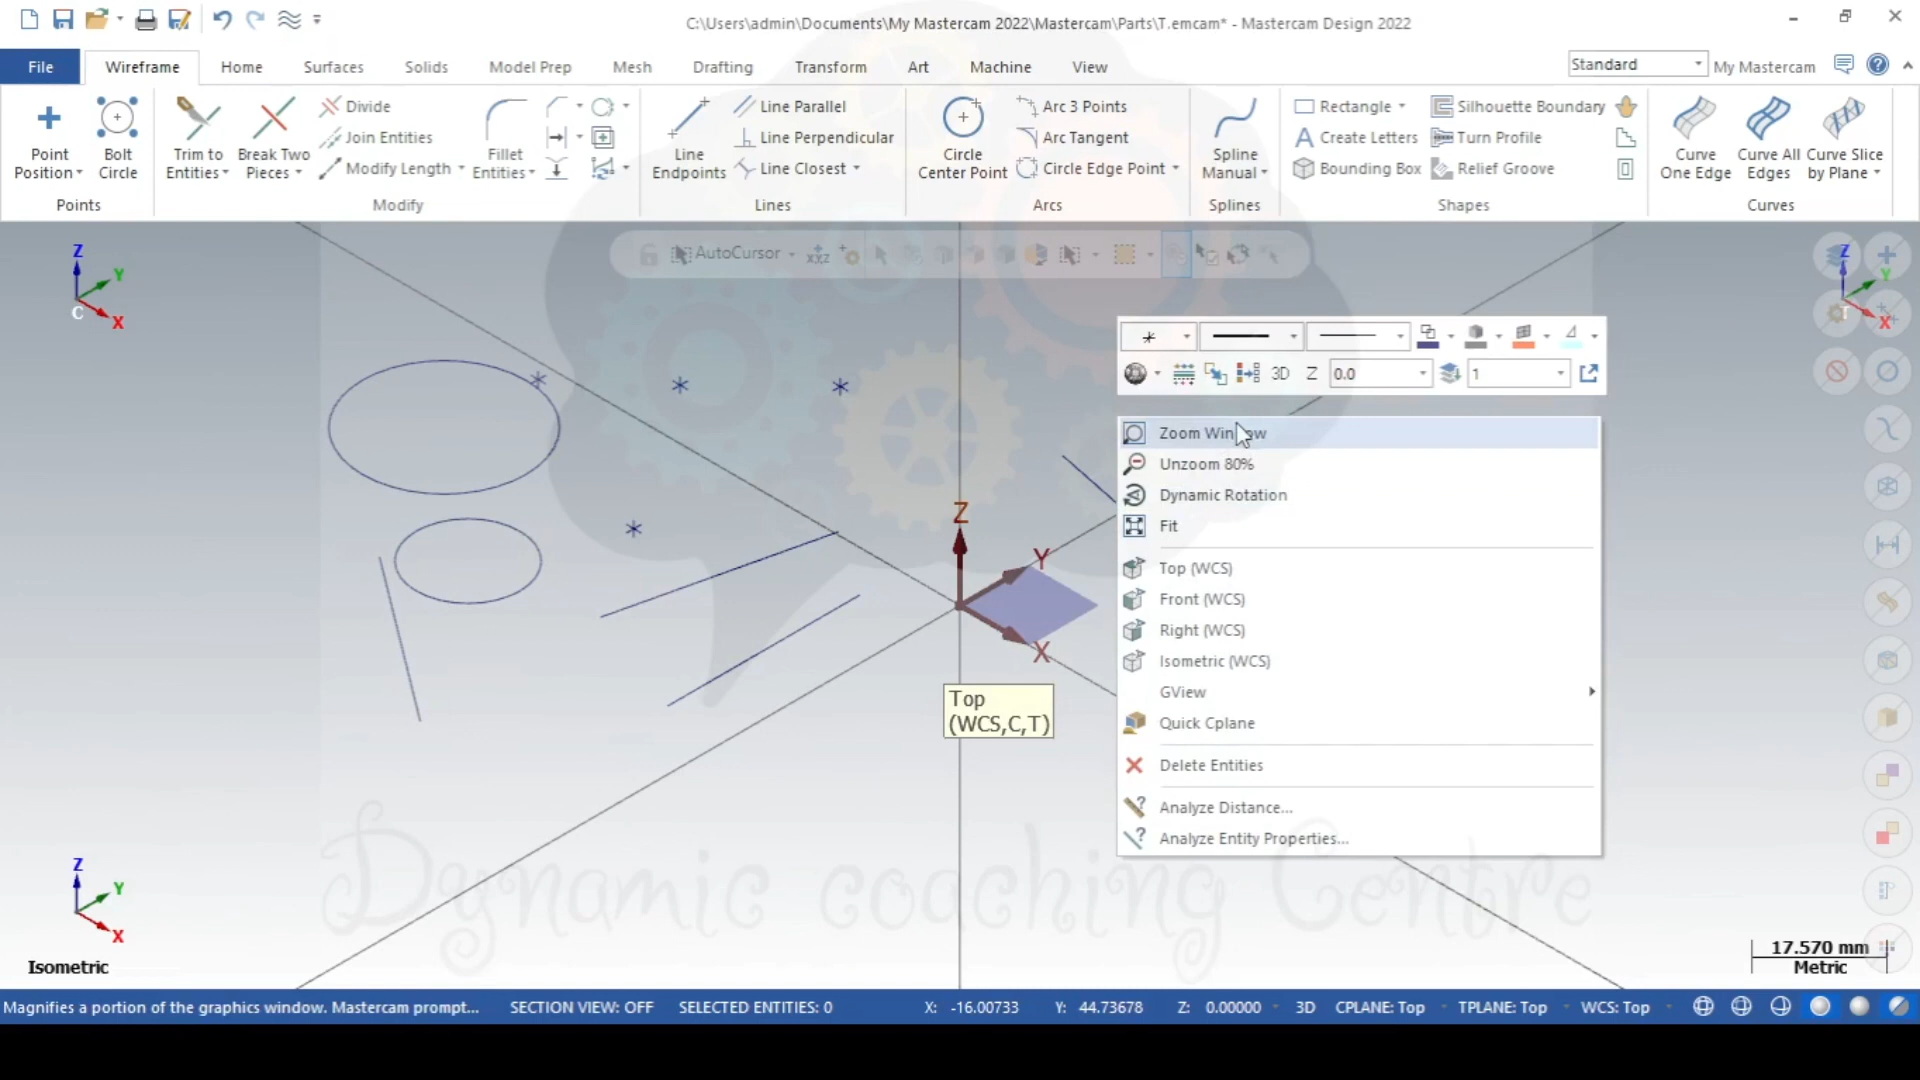 C:\Users\admin\Documents\My Mastercam 2022\Mastercam\Parts\T.emcam* - Mastercam Design 2022
File Wireframe Home Surfaces Solids Model Prep Mesh Drafting Transform Art Machine View Standard My Mastercam
Point Position
Bolt Circle
Points
Trim to Entities
Break Two Pieces
Divide
Join Entities
Modify Length
Fillet Entities
Modify
Line Endpoints
Line Parallel
Line Perpendicular
Line Closest
Lines
Circle Center Point
Arc 3 Points
Arc Tangent
Circle Edge Point
Arcs
Spline Manual
Splines
Rectangle
Create Letters
Bounding Box
Silhouette Boundary
Turn Profile
Relief Groove
Shapes
Curve One Edge
Curve All Edges
Curve Slice by Plane
Curves
AutoCursor
Z
Y
X
C
Z
Y
X
T
3D Z 0.0 1
Zoom Window
Unzoom 80%
Dynamic Rotation
Fit
Top (WCS)
Front (WCS)
Right (WCS)
Isometric (WCS)
GView
Quick Cplane
Delete Entities
Analyze Distance...
Analyze Entity Properties...
Z
Y
X
Top
(WCS,C,T)
Dynamic coaching Centre
Z
Y
X
Isometric
17.570 mm
Metric
Magnifies a portion of the graphics window. Mastercam prompt... SECTION VIEW: OFF SELECTED ENTITIES: 0 X: -16.00733 Y: 44.73678 Z: 0.00000 3D CPLANE: Top TPLANE: Top WCS: Top